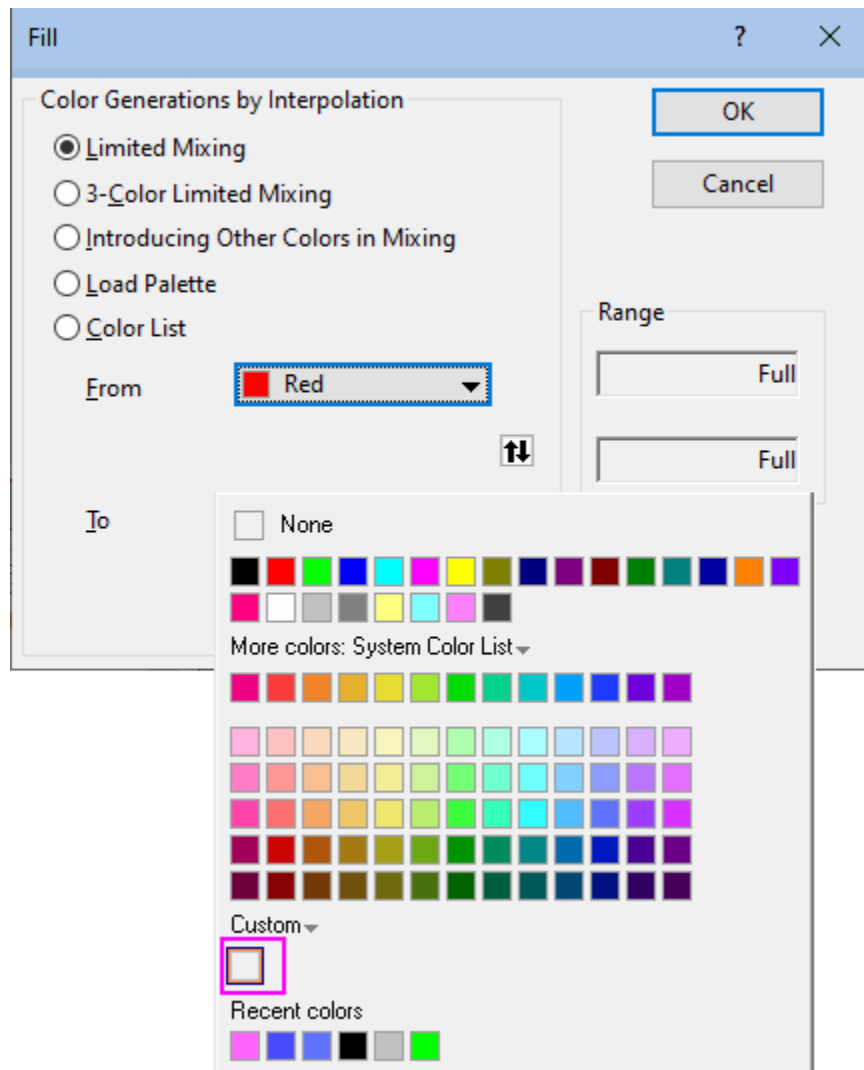 Fill ?
Color Generations by Interpolation
OK
Limited Mixing
Cancel
3-Color Limited Mixing
Introducing Other Colors in Mixing
Load Palette
Color List
Range
From
Red
Full
Full
To
None
More colors: System Color List
Custom
Recent colors